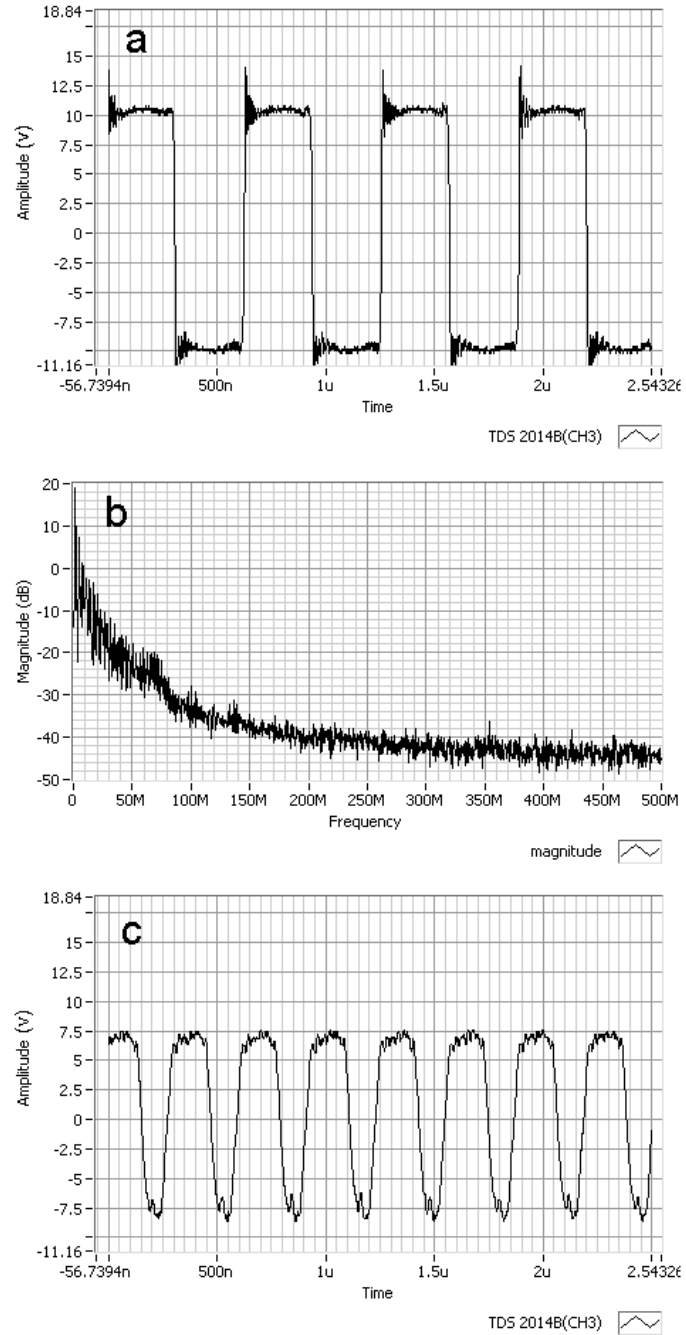 a
18.84
15
12.5
10
7.5
5
2.5
0
-2.5
-5
-7.5
-11.16
Amplitude (V)
-56.7394n 500n 1u 1.5u 2u 2.54326
Time
TDS 2014B(CH3)
b
20
10
0
-10
-20
-30
-40
-50
Magnitude (dB)
0 50M 100M 150M 200M 250M 300M 350M 400M 450M 500M
Frequency
magnitude
c
18.84
15
12.5
10
7.5
5
2.5
0
-2.5
-5
-7.5
-11.16
Amplitude (V)
-56.7394n 500n 1u 1.5u 2u 2.54326
Time
TDS 2014B(CH3)